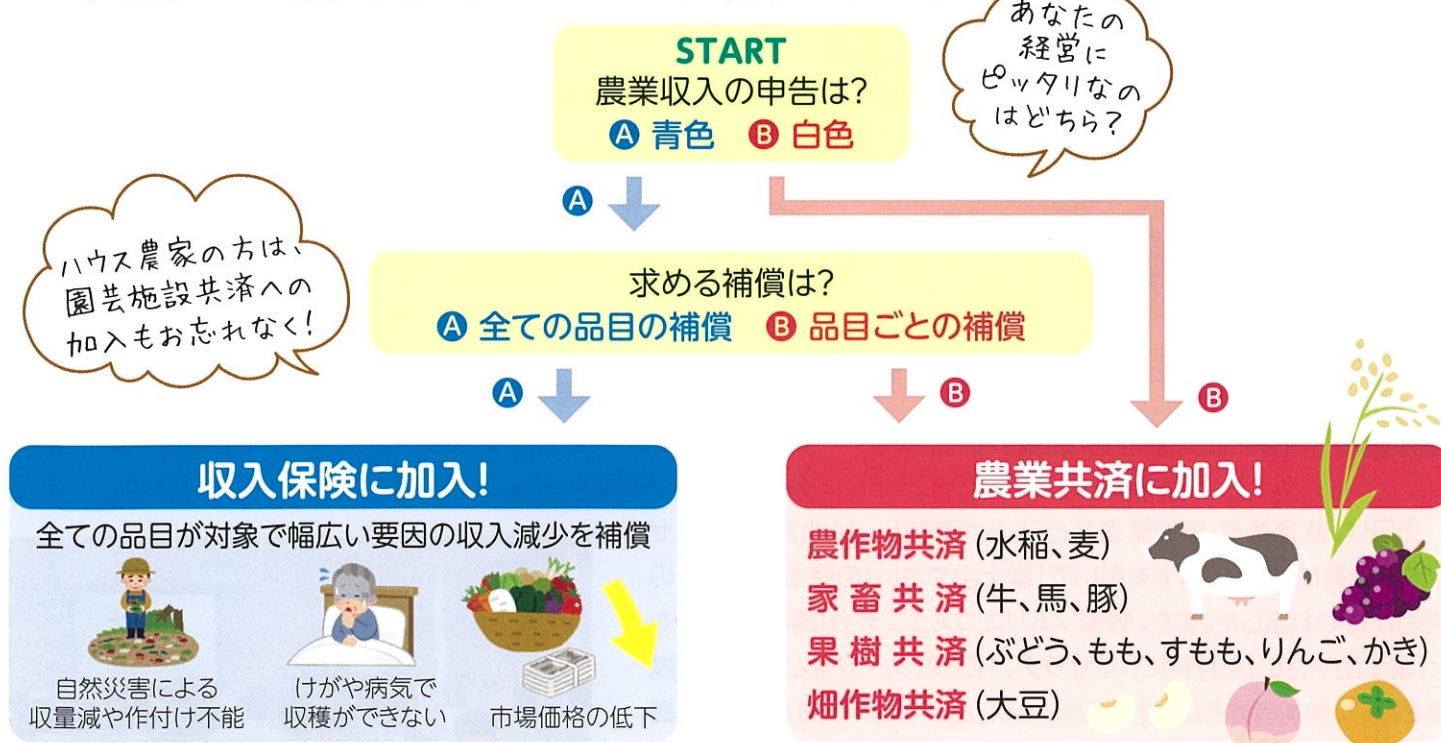 あなたの
経営に
ピッタリなの
はどちら？
START
農業収入の申告は？
A 青色 B 白色
A
ハウス農家の方は、
園芸施設共済への
加入もお忘れなく！
求める補償は？
A 全ての品目の補償 B 品目ごとの補償
A
B
B
収入保険に加入！
全ての品目が対象で幅広い要因の収入減少を補償
自然災害による
収量減や作付け不能
けがや病気で
収穫ができない
市場価格の低下
農業共済に加入！
農作物共済（水稲、麦）
家畜共済（牛、馬、豚）
果樹共済（ぶどう、もも、すもも、りんご、かき）
畑作物共済（大豆）